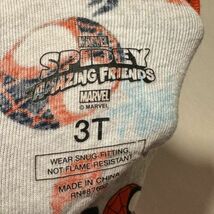 MARVEL
SPIDEY
AMAZING FRIENDS
MARVEL
© MARVEL
3T
WEAR SNUG-FITTING,
NOT FLAME-RESISTANT
MADE IN CHINA